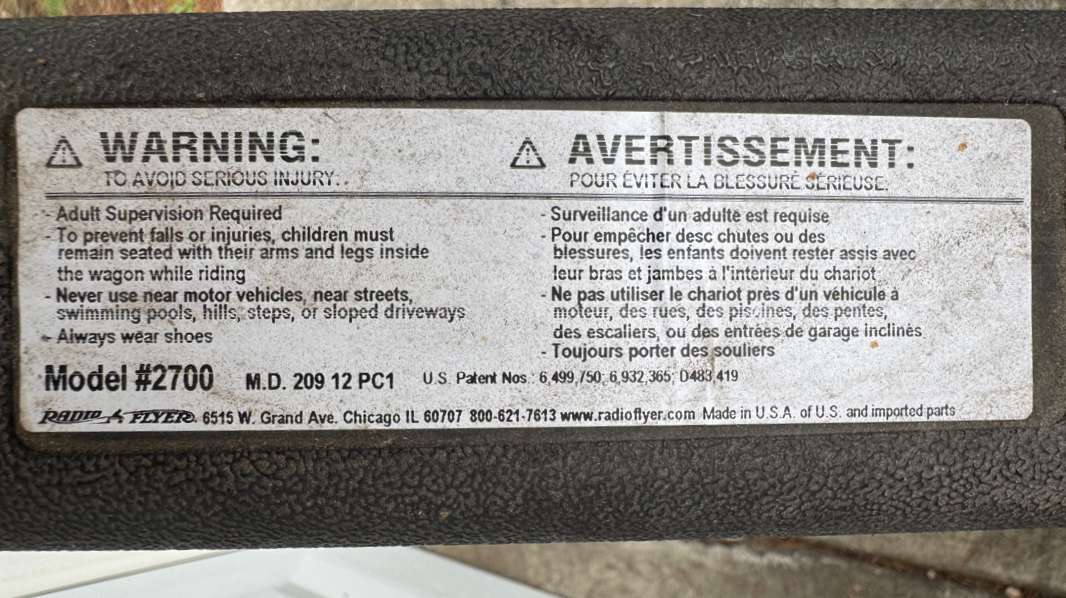 WARNING:
TO AVOID SERIOUS INJURY..
- Adult Supervision Required
- To prevent falls or injuries, children must
remain seated with their arms and legs inside
the wagon while riding
- Never use near motor vehicles, near streets,
swimming pools, hills, steps, or sloped driveways
- Always wear shoes
AVERTISSEMENT:
POUR ÉVITER LA BLESSURE SÉRIEUSE:
- Surveillance d'un adulte est requise
- Pour empêcher desc chutes ou des
blessures, les enfants doivent rester assis avec
leur bras et jambes à l'intérieur du chariot
- Ne pas utiliser le chariot près d'un véhicule à
moteur, des rues, des piscines, des pentes,
des escaliers, ou des entrées de garage inclinés
- Toujours porter des souliers
Model #2700 M.D. 209 12 PC1 U.S. Patent Nos.: 6,499,750; 6,932,365; D483,419
RADIO FLYER® 6515 W. Grand Ave. Chicago IL 60707 800-621-7613 www.radioflyer.com Made in U.S.A. of U.S. and imported parts